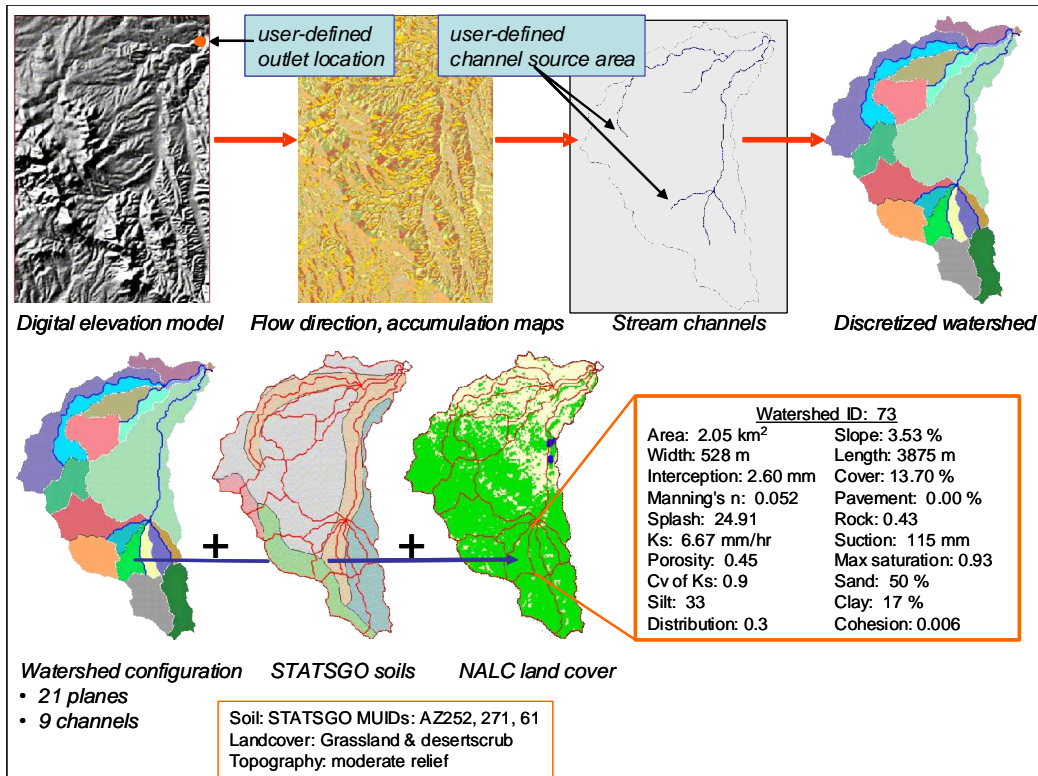 user-defined
outlet location
user-defined
channel source area
Digital elevation model
Flow direction, accumulation maps
Stream channels
Discretized watershed
+
+
Watershed ID: 73
Area: 2.05 km²
Slope: 3.53 %
Width: 528 m
Length: 3875 m
Interception: 2.60 mm
Cover: 13.70 %
Manning's n: 0.052
Pavement: 0.00 %
Splash: 24.91
Rock: 0.43
Ks: 6.67 mm/hr
Suction: 115 mm
Porosity: 0.45
Max saturation: 0.93
Cv of Ks: 0.9
Sand: 50 %
Silt: 33
Clay: 17 %
Distribution: 0.3
Cohesion: 0.006
Watershed configuration
• 21 planes
• 9 channels
STATSGO soils
NALC land cover
Soil: STATSGO MUIDs: AZ252, 271, 61
Landcover: Grassland & desertscrub
Topography: moderate relief